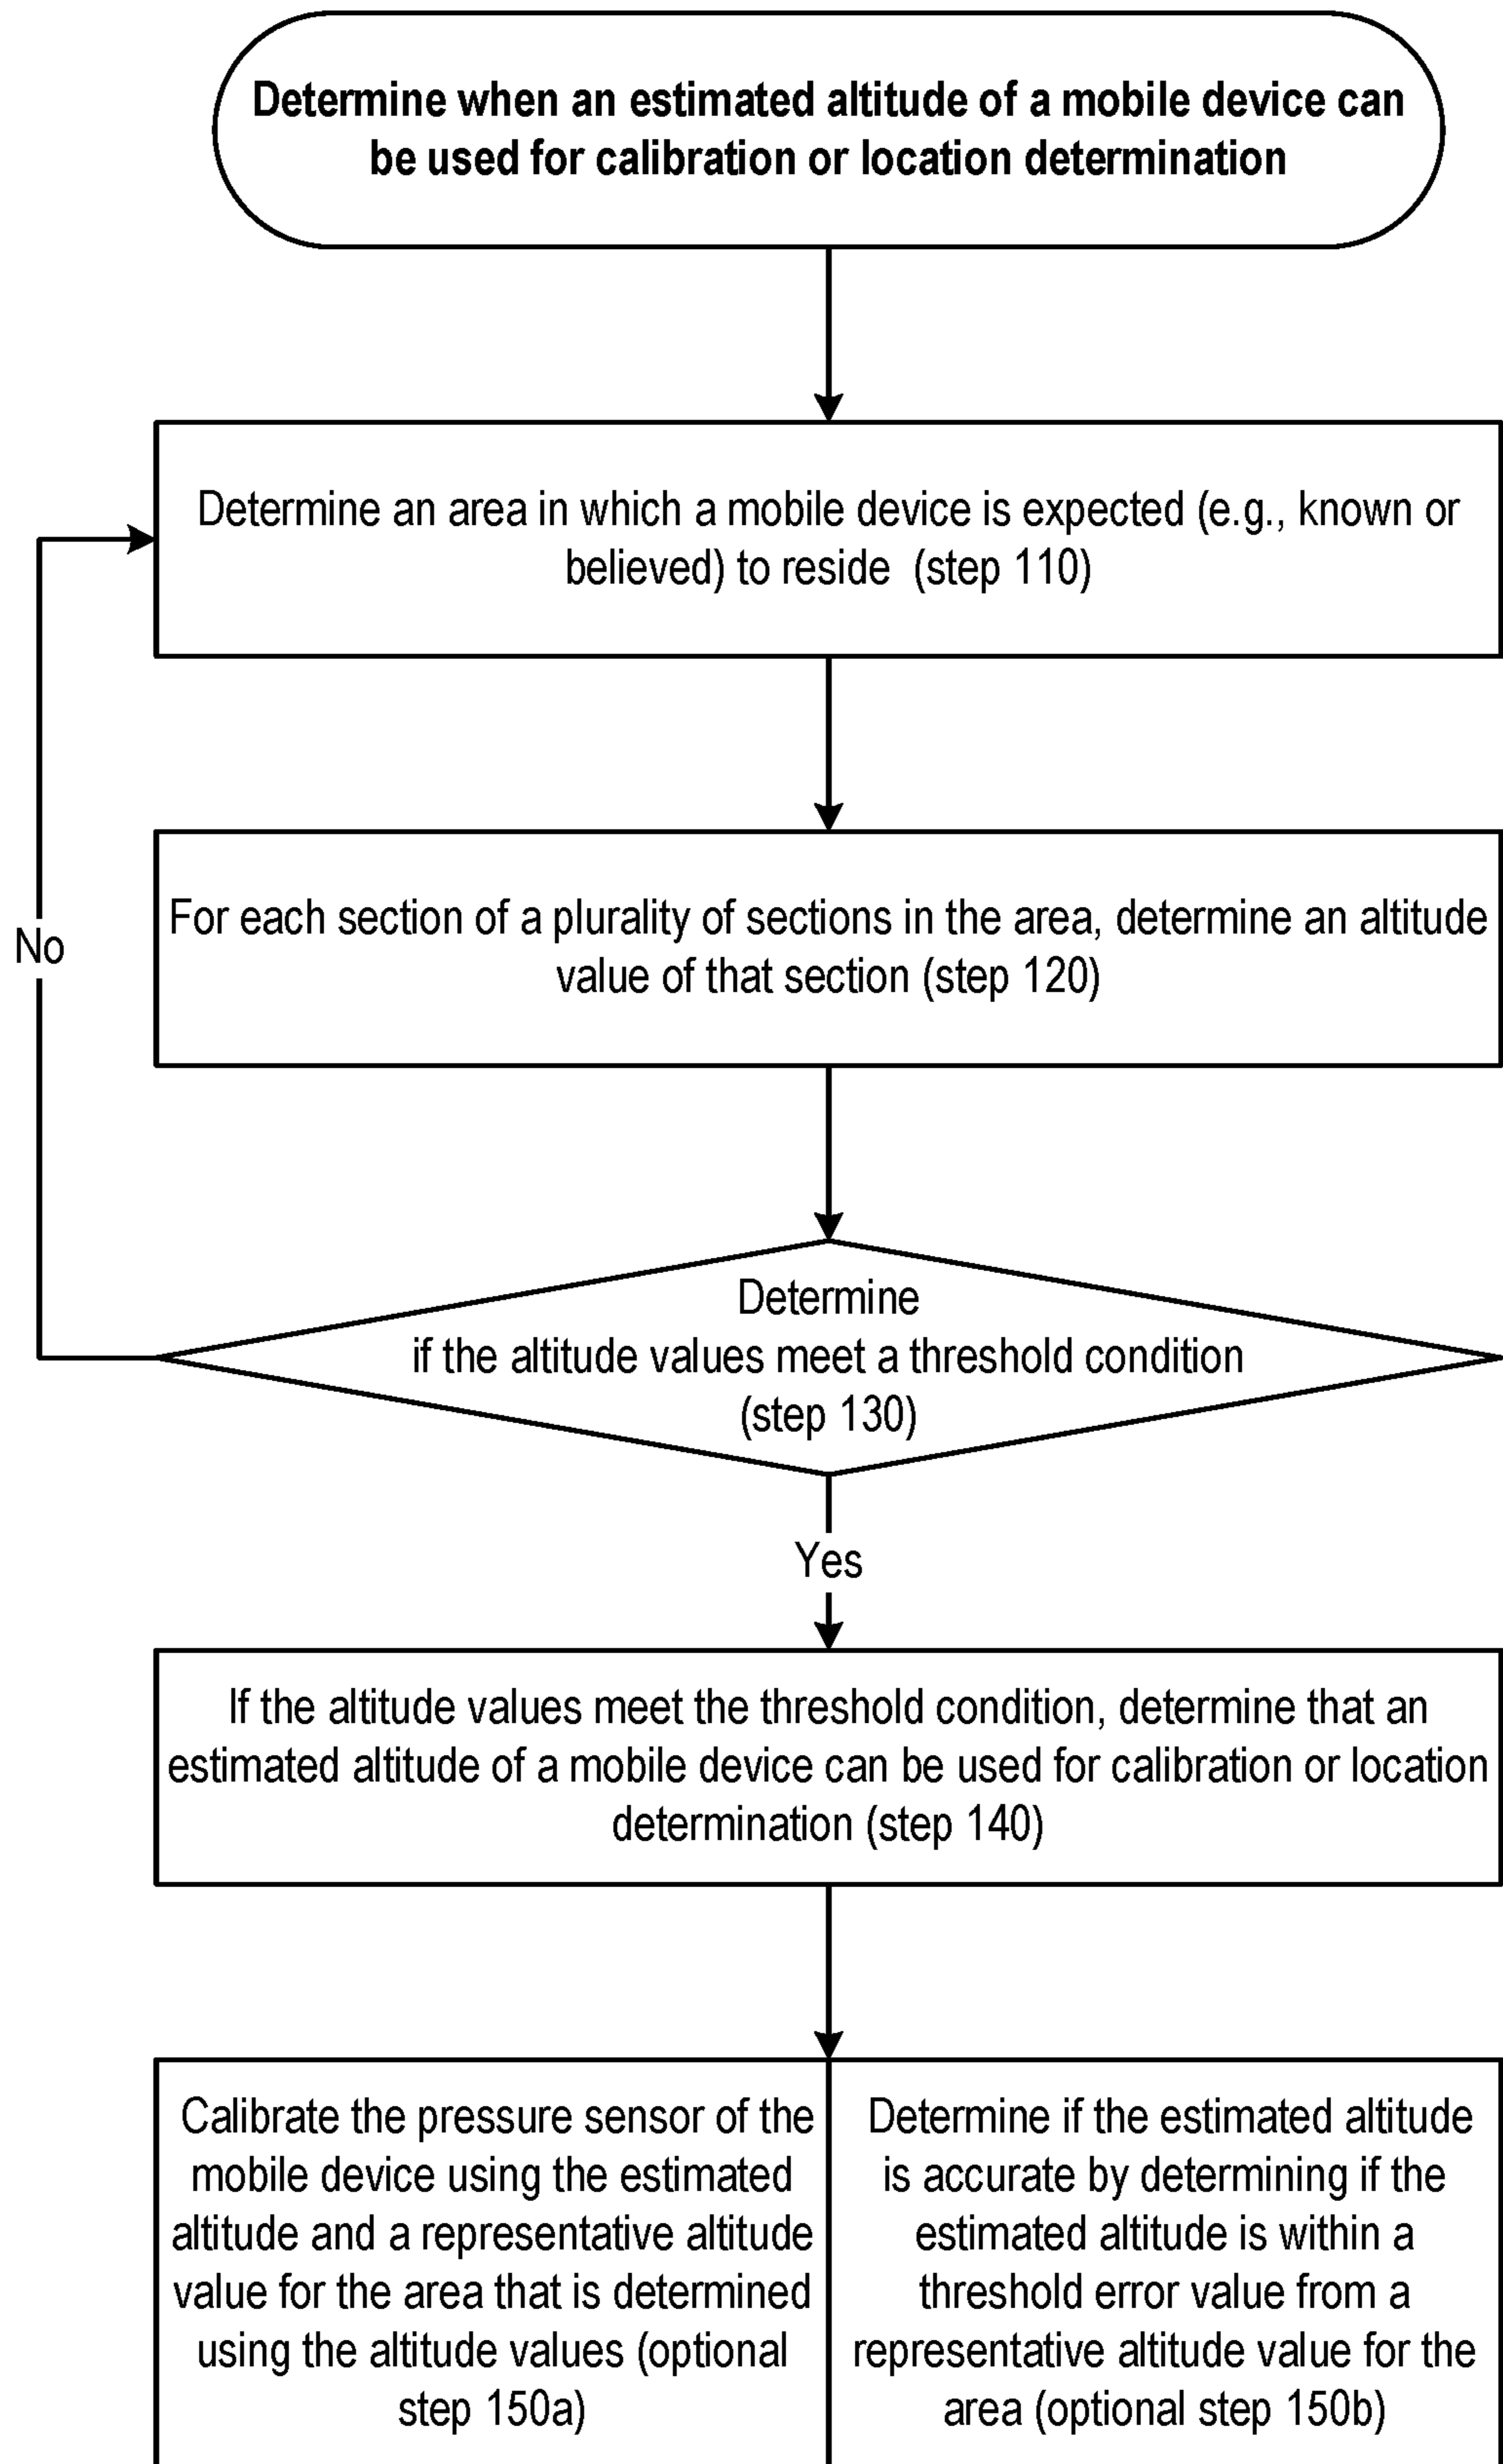 Determine when an estimated altitude of a mobile device can
be used for calibration or location determination
Determine an area in which a mobile device is expected (e.g., known or
believed) to reside  (step 110)
For each section of a plurality of sections in the area, determine an altitude
value of that section (step 120)
No
Determine
if the altitude values meet a threshold condition
(step 130)
Yes
If the altitude values meet the threshold condition, determine that an
estimated altitude of a mobile device can be used for calibration or location
determination (step 140)
Calibrate the pressure sensor of the
mobile device using the estimated
altitude and a representative altitude
value for the area that is determined
using the altitude values (optional
step 150a)
Determine if the estimated altitude
is accurate by determining if the
estimated altitude is within a
threshold error value from a
representative altitude value for the
area (optional step 150b)